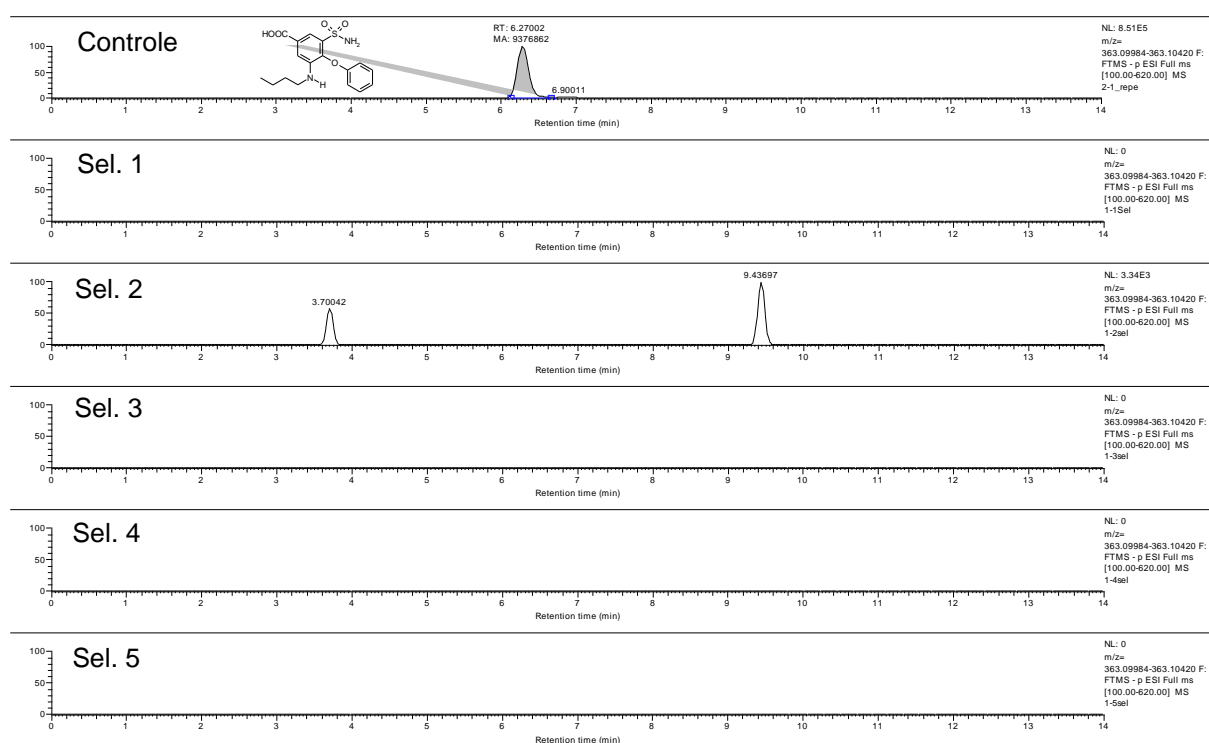 Controle
HOOC
O O
S
NH2
O
N
H
RT: 6.27002
MA: 9376862
6.90011
NL: 8.51E5
m/z=
363.09984-363.10420 F:
FTMS - p ESI Full ms
[100.00-620.00] MS
2-1_repe
100
50
0
0 1 2 3 4 5 6 7 8 9 10 11 12 13 14
Retention time (min)
Sel. 1
NL: 0
m/z=
363.09984-363.10420 F:
FTMS - p ESI Full ms
[100.00-620.00] MS
1-1Sel
100
50
0
0 1 2 3 4 5 6 7 8 9 10 11 12 13 14
Retention time (min)
Sel. 2
3.70042
9.43697
NL: 3.34E3
m/z=
363.09984-363.10420 F:
FTMS - p ESI Full ms
[100.00-620.00] MS
1-2sel
100
50
0
0 1 2 3 4 5 6 7 8 9 10 11 12 13 14
Retention time (min)
Sel. 3
NL: 0
m/z=
363.09984-363.10420 F:
FTMS - p ESI Full ms
[100.00-620.00] MS
1-3sel
100
50
0
0 1 2 3 4 5 6 7 8 9 10 11 12 13 14
Retention time (min)
Sel. 4
NL: 0
m/z=
363.09984-363.10420 F:
FTMS - p ESI Full ms
[100.00-620.00] MS
1-4sel
100
50
0
0 1 2 3 4 5 6 7 8 9 10 11 12 13 14
Retention time (min)
Sel. 5
NL: 0
m/z=
363.09984-363.10420 F:
FTMS - p ESI Full ms
[100.00-620.00] MS
1-5sel
100
50
0
0 1 2 3 4 5 6 7 8 9 10 11 12 13 14
Retention time (min)